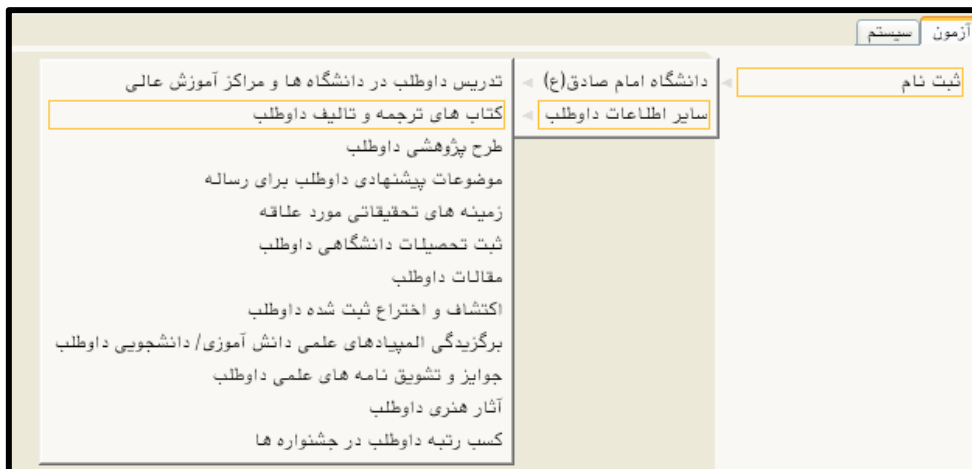 آزمون
سیستم
ثبت نام
دانشگاه امام صادق(ع)
سایر اطلاعات داوطلب
تدریس داوطلب در دانشگاه ها و مراکز آموزش عالی
کتاب های ترجمه و تالیف داوطلب
طرح پژوهشی داوطلب
موضوعات پیشنهادی داوطلب برای رساله
زمینه های تحقیقاتی مورد علاقه
ثبت تحصیلات دانشگاهی داوطلب
مقالات داوطلب
اکتشاف و اختراع ثبت شده داوطلب
برگزیدگی المپیادهای علمی دانش آموزی/ دانشجویی داوطلب
جوایز و تشویق نامه های علمی داوطلب
آثار هنری داوطلب
کسب رتبه داوطلب در جشنواره ها